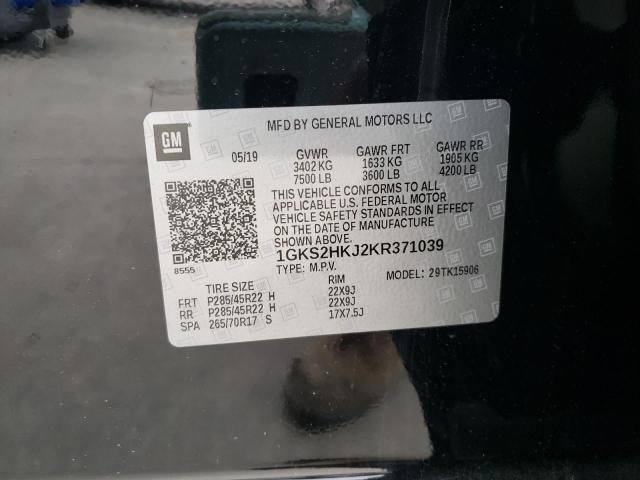 MFD BY GENERAL MOTORS LLC
GM
05/19 GVWR GAWR FRT GAWR RR
3402 KG 1633 KG 1905 KG
7500 LB 3600 LB 4200 LB
THIS VEHICLE CONFORMS TO ALL
APPLICABLE U.S. FEDERAL MOTOR
VEHICLE SAFETY STANDARDS IN EFFECT
ON THE DATE OF MANUFACTURE
SHOWN ABOVE.
8555
1GKS2HKJ2KR371039
TYPE: M.P.V. MODEL: 29TK15906
TIRE SIZE RIM
FRT P285/45R22 H 22X9J
RR P285/45R22 H 22X9J
SPA 265/70R17 S 17X7.5J